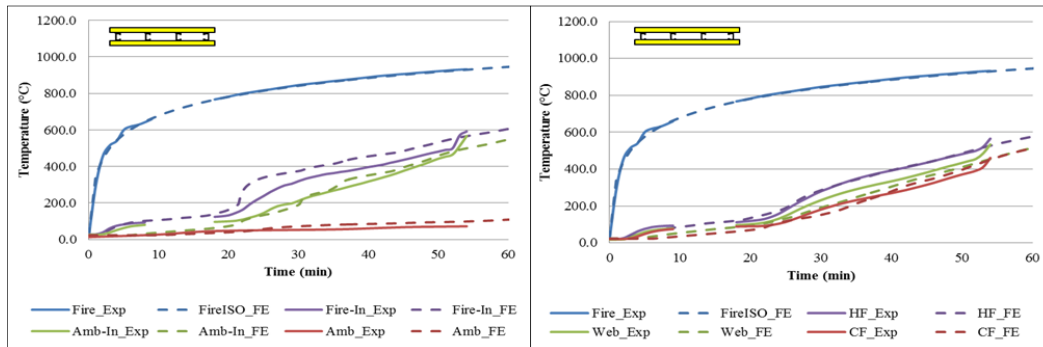 1200.0
1000.0
800.0
600.0
400.0
200.0
0.0
Temperature (°C)
0 10 20 30 40 50 60
Time (min)
Fire_Exp FireISO_FE Fire-In_Exp Fire-In_FE
Amb-In_Exp Amb-In_FE Amb_Exp Amb_FE
1200.0
1000.0
800.0
600.0
400.0
200.0
0.0
Temperature (°C)
0 10 20 30 40 50 60
Time (min)
Fire_Exp FireISO_FE HF_Exp HF_FE
Web_Exp Web_FE CF_Exp CF_FE